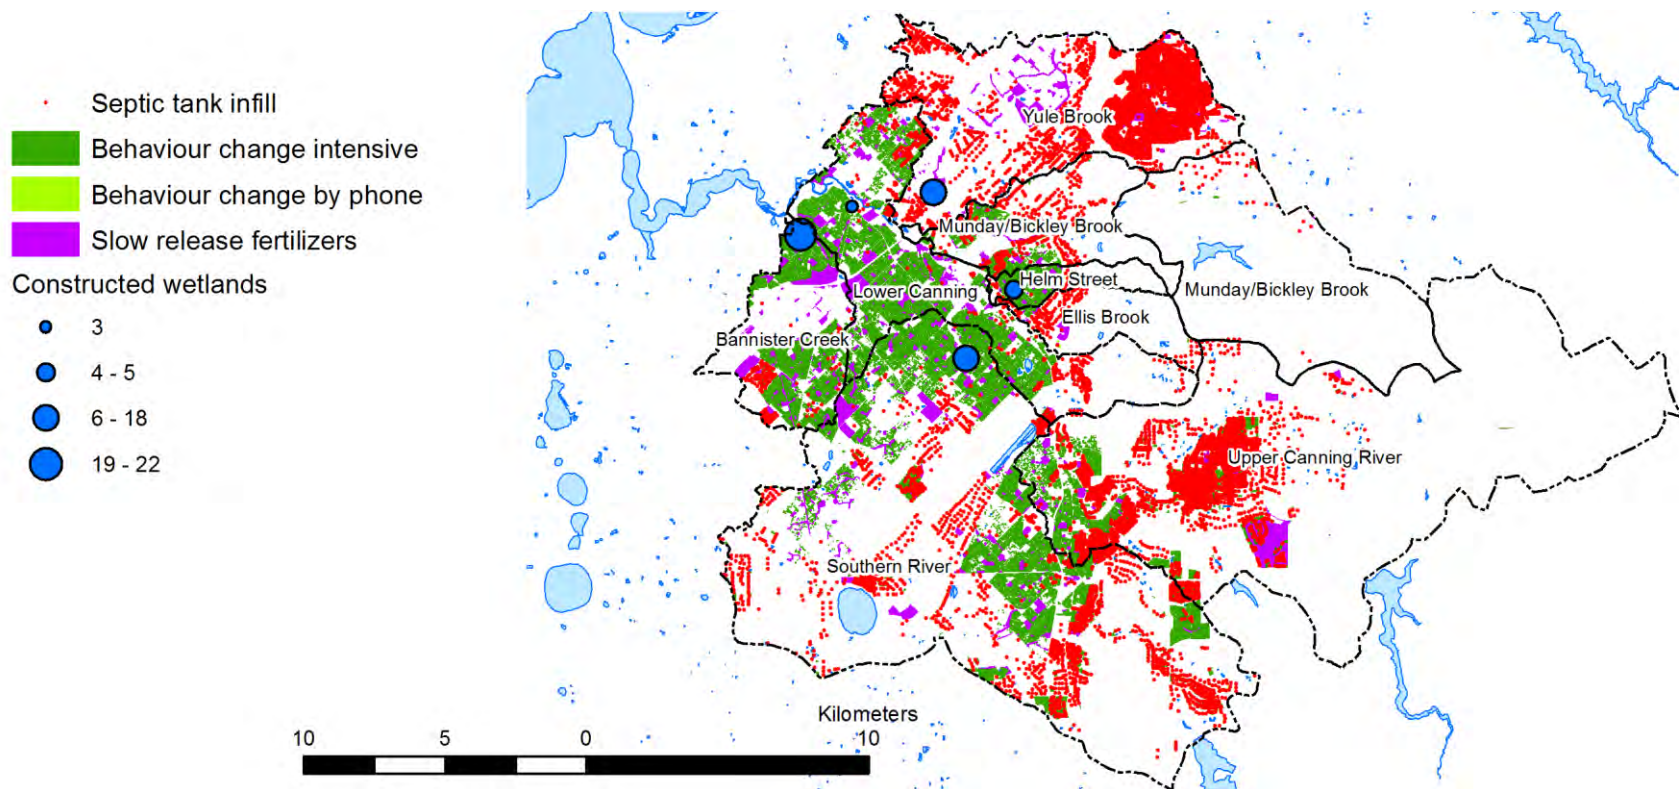 Septic tank infill
Behaviour change intensive
Behaviour change by phone
Slow release fertilizers
Constructed wetlands
3
4 - 5
6 - 18
19 - 22
Yule Brook
Munday/Bickley Brook
Helm Street
Munday/Bickley Brook
Lower Canning
Ellis Brook
Bannister Creek
Upper Canning River
Southern River
Kilometers
10 5 0 10